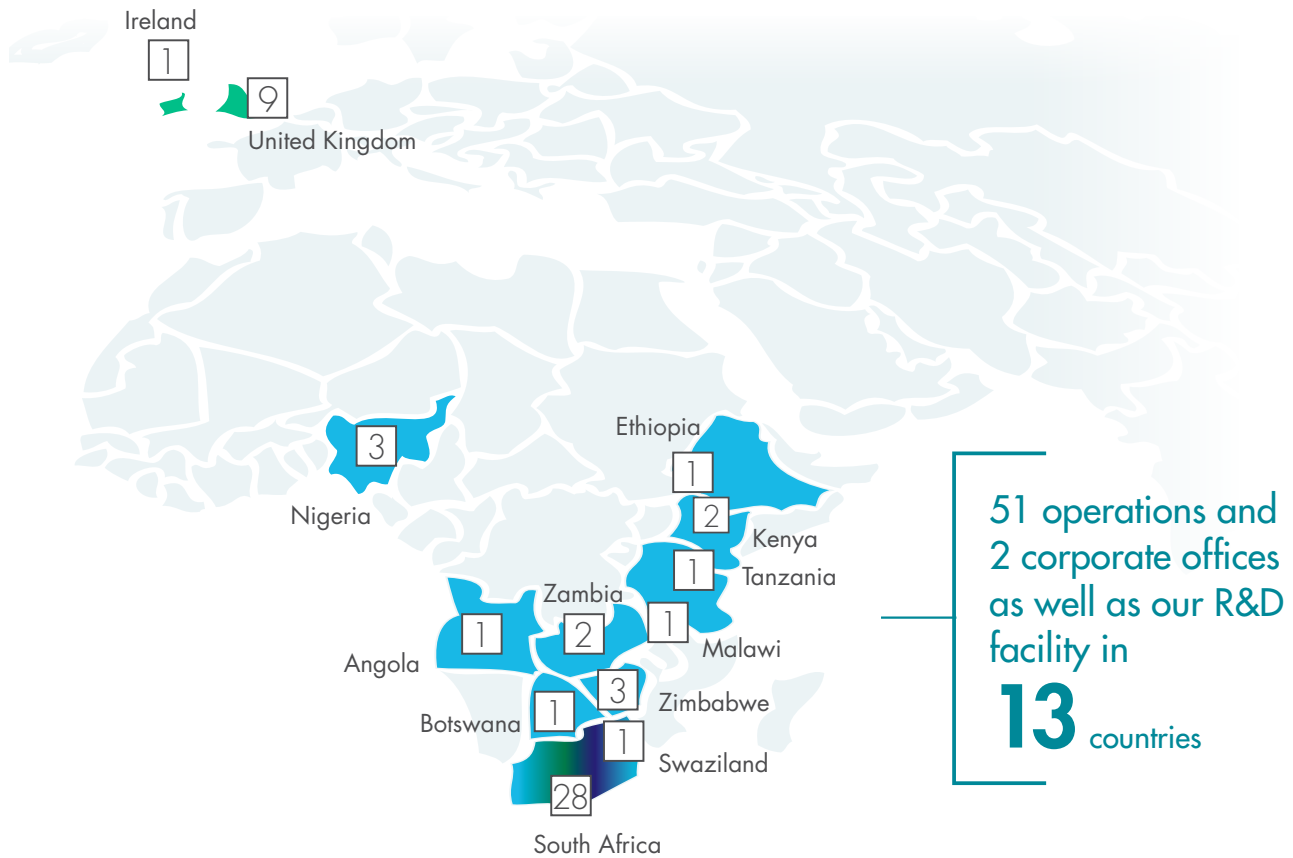 Ireland
1
9
United Kingdom
3
Nigeria
Ethiopia
1
2
Kenya
1
Tanzania
Zambia
2
1
Malawi
1
Angola
3
Zimbabwe
Botswana
1
1
Swaziland
28
South Africa
51 operations and
2 corporate offices
as well as our R&D
facility in
13 countries